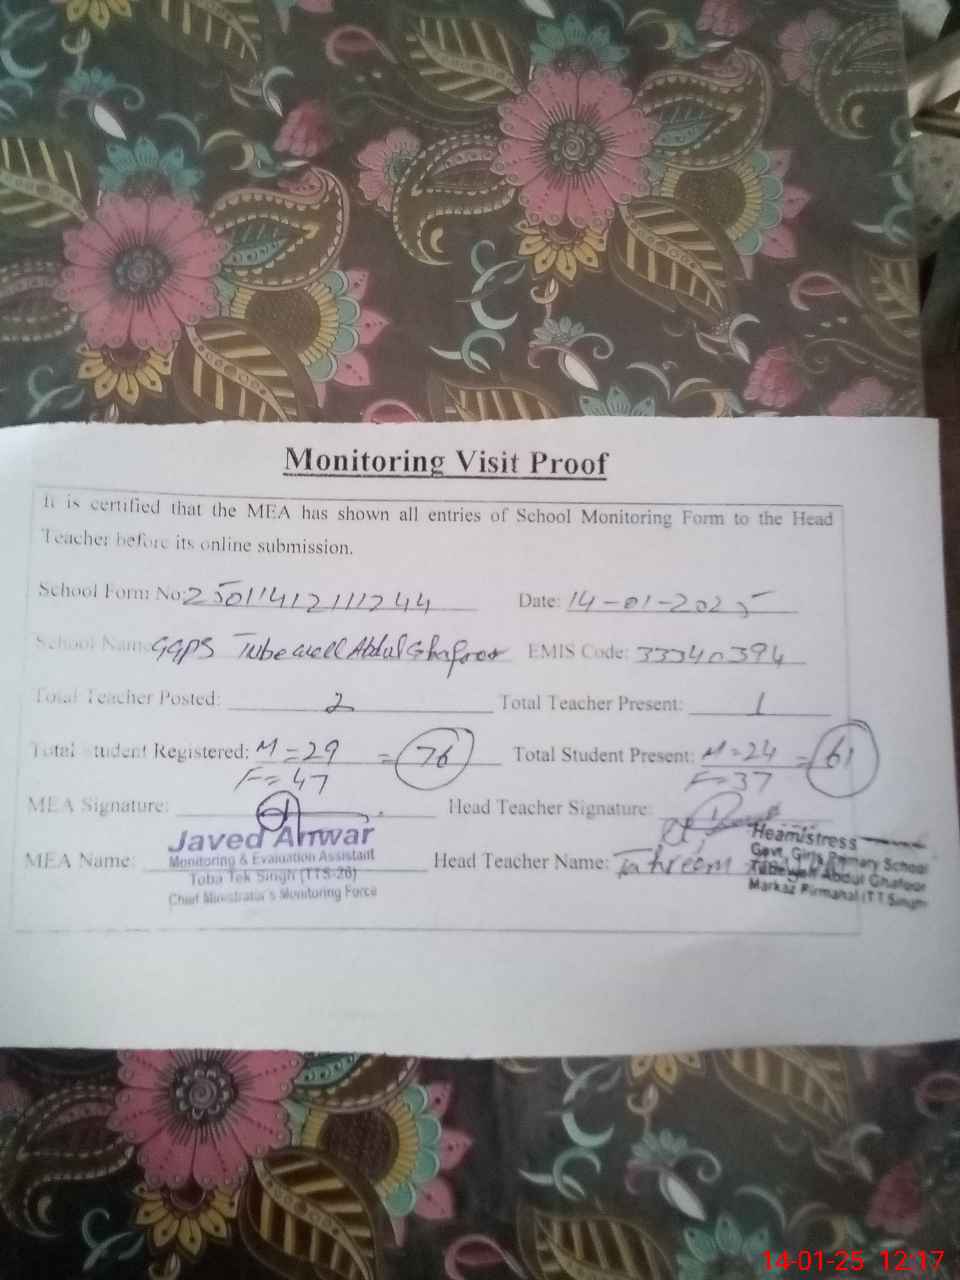 Monitoring Visit Proof
It is certified that the MEA has shown all entries of School Monitoring Form to the Head
Teacher before its online submission.
School Form No: 25011412111244 Date: 14-01-2025
School Name GGPS Tubewell Abdul Ghafoor EMIS Code: 33340394
Total Teacher Posted: 2 Total Teacher Present: 1
Total Student Registered: M = 29 = 76 Total Student Present: M = 24 = 61
F = 47 F = 37
MEA Signature: Head Teacher Signature:
Javed Anwar
Monitoring & Evaluation Assistant
Toba Tek Singh (TTS-26)
Chief Minister's Monitoring Force
MEA Name: Head Teacher Name:
Headmistress
Govt. Girls Primary School
Tubewell Abdul Ghafoor
Markaz Pirmahal (T T Singh
14-01-25 12:17